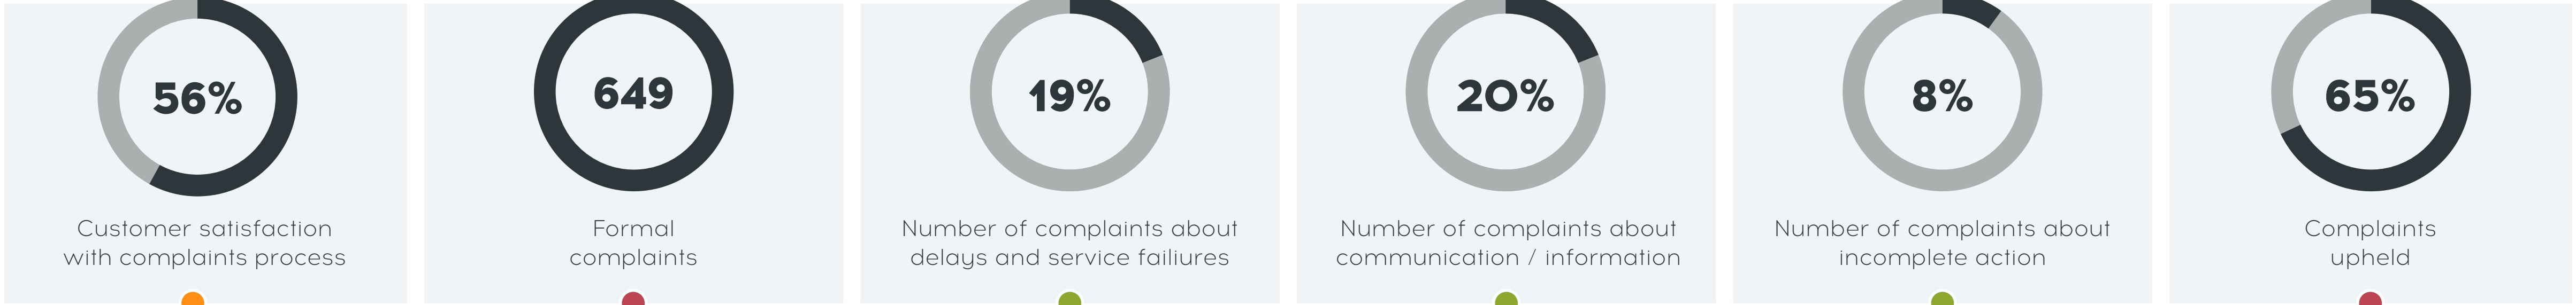 56%
Customer satisfaction
with complaints process
649
Formal
complaints
19%
Number of complaints about
delays and service failiures
20%
Number of complaints about
communication / information
8%
Number of complaints about
incomplete action
65%
Complaints
upheld